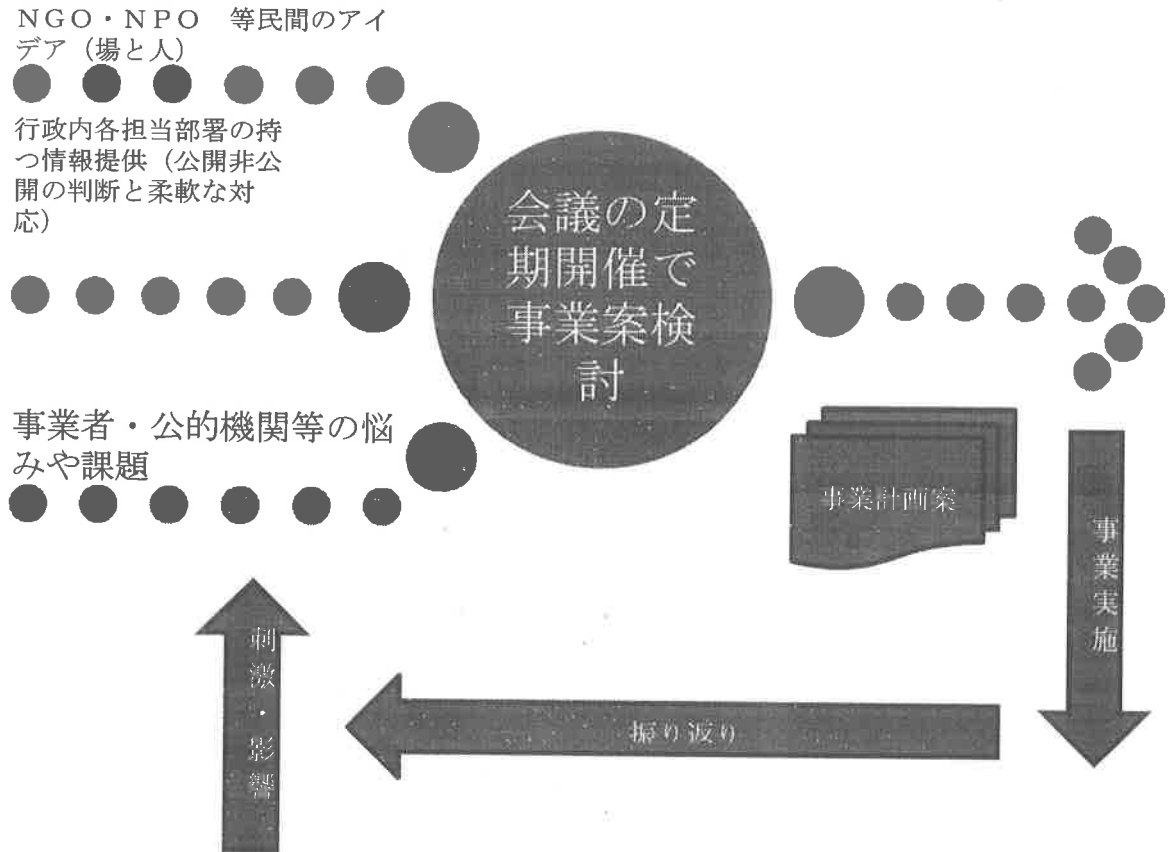 NGO・NPO 等民間のアイ
デア(場と人)
行政内各担当部署の持
つ情報提供(公開非公
開の判断と柔軟な対
応)
事業者・公的機関等の悩
みや課題
会議の定
期開催で
事業案検
討
事業計画案
事業実施
振り返り
刺激・影響